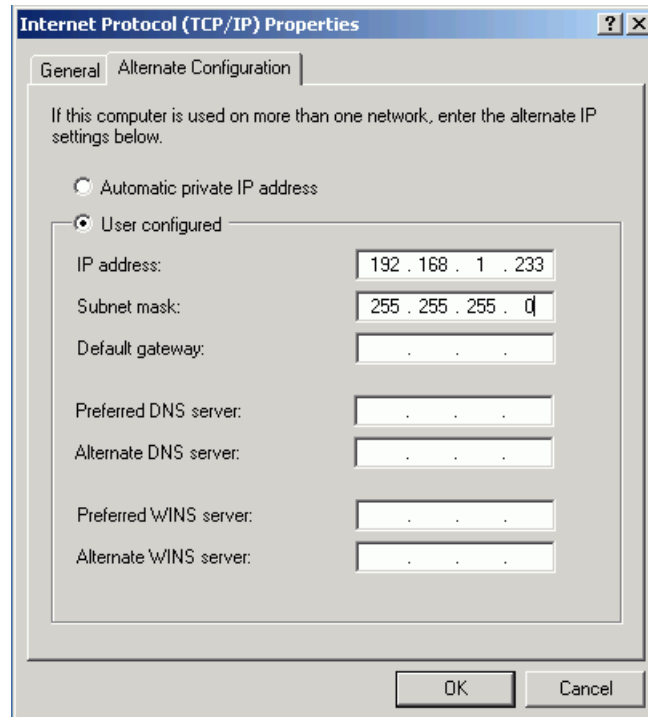 Internet Protocol (TCP/IP) Properties
General
Alternate Configuration
If this computer is used on more than one network, enter the alternate IP
settings below.
Automatic private IP address
User configured
IP address: 192 . 168 . 1 . 233
Subnet mask: 255 . 255 . 255 . 0
Default gateway: . . .
Preferred DNS server: . . .
Alternate DNS server: . . .
Preferred WINS server: . . .
Alternate WINS server: . . .
OK Cancel